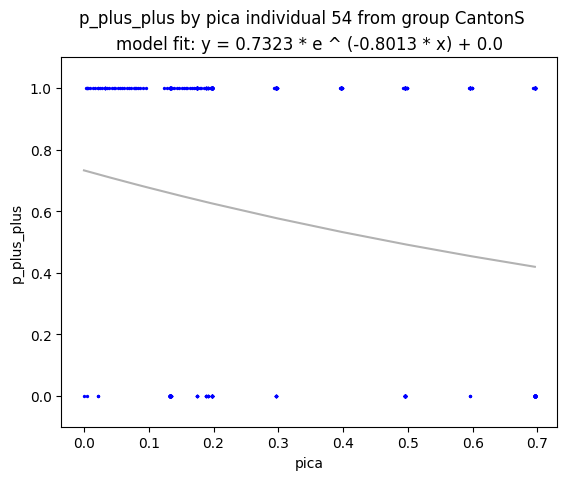 p_plus_plus by pica individual 54 from group CantonS
model fit: y = 0.7323 * e ^ (-0.8013 * x) + 0.0
1.0
0.8
0.6
0.4
0.2
0.0
p_plus_plus
0.0 0.1 0.2 0.3 0.4 0.5 0.6 0.7
pica